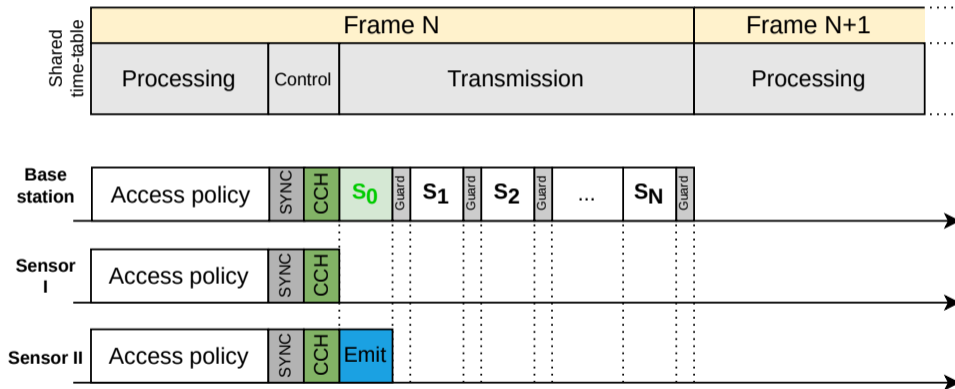 Frame N
Frame N+1
Shared
time-table
Processing
Control
Transmission
Processing
Base
station
Access policy
SYNC
CCH
S0
Guard
S1
Guard
S2
Guard
...
SN
Guard
Sensor
I
Access policy
SYNC
CCH
Sensor II
Access policy
SYNC
CCH
Emit